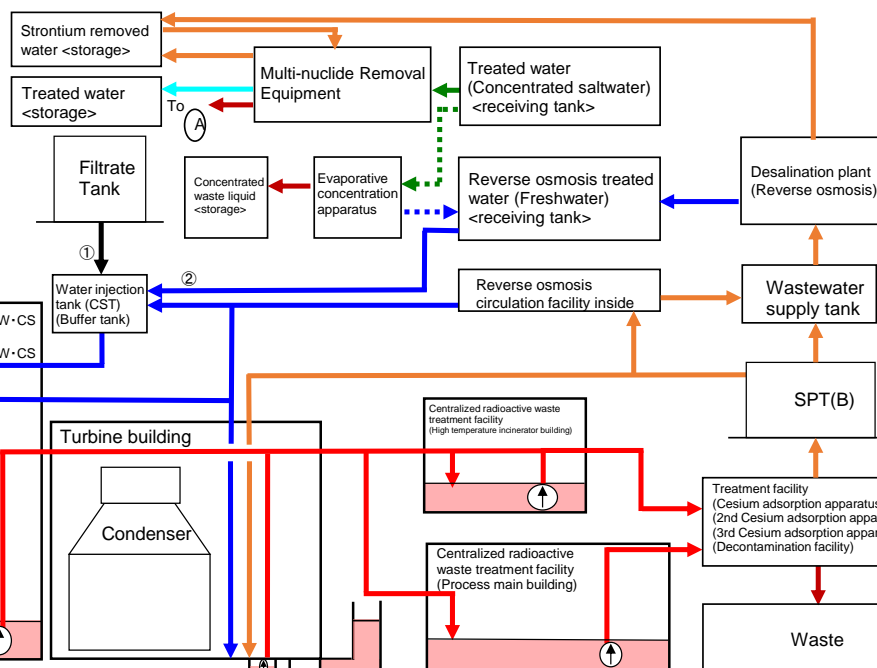 Strontium removed
water <storage>
Treated water
<storage>
To
A
Multi-nuclide Removal
Equipment
Treated water
(Concentrated saltwater)
<receiving tank>
Filtrate
Tank
Concentrated
waste liquid
<storage>
Evaporative
concentration
apparatus
Reverse osmosis treated
water (Freshwater)
<receiving tank>
Desalination plant
(Reverse osmosis)
①
②
Water injection
tank (CST)
(Buffer tank)
Reverse osmosis
circulation facility inside
Wastewater
supply tank
W・CS
W・CS
SPT(B)
Turbine building
Condenser
Centralized radioactive waste
treatment facility
(High temperature incinerator building)
Treatment facility
(Cesium adsorption apparatus
(2nd Cesium adsorption appa
(3rd Cesium adsorption appar
(Decontamination facility)
Centralized radioactive
waste treatment facility
(Process main building)
Waste